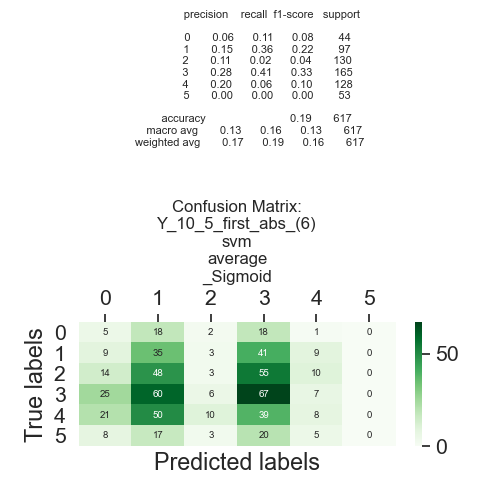 precision recall f1-score support
0 0.06 0.11 0.08 44
1 0.15 0.36 0.22 97
2 0.11 0.02 0.04 130
3 0.28 0.41 0.33 165
4 0.20 0.06 0.10 128
5 0.00 0.00 0.00 53
accuracy 0.19 617
macro avg 0.13 0.16 0.13 617
weighted avg 0.17 0.19 0.16 617
Confusion Matrix:
Y_10_5_first_abs_(6)
svm
average
_Sigmoid
0 1 2 3 4 5
0 5 18 2 18 1 0
1 9 35 3 41 9 0
2 14 48 3 55 10 0
3 25 60 6 67 7 0
4 21 50 10 39 8 0
5 8 17 3 20 5 0
True labels
Predicted labels
50
0